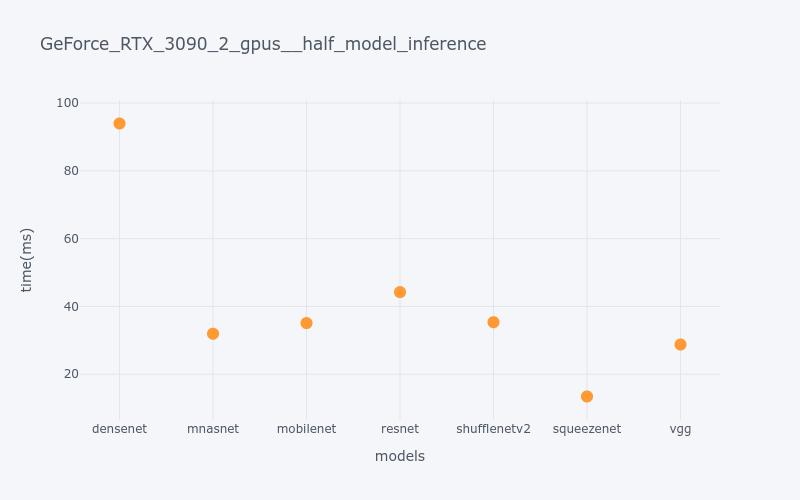 GeForce_RTX_3090_2_gpus__half_model_inference
100
80
60
40
20
time(ms)
densenet mnasnet mobilenet resnet shufflenetv2 squeezenet vgg
models